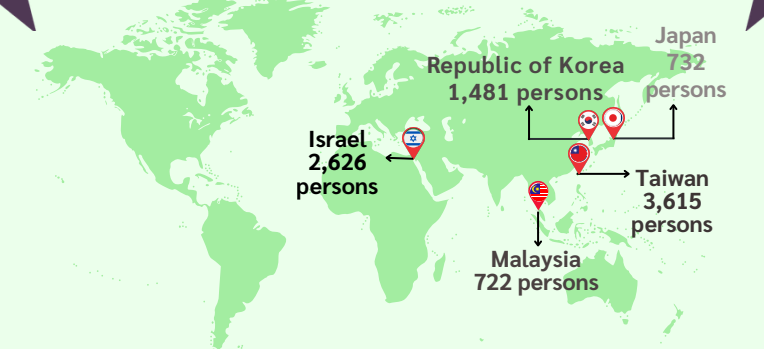 Japan
732
persons
Republic of Korea
1,481 persons
Israel
2,626
persons
Taiwan
3,615
persons
Malaysia
722 persons